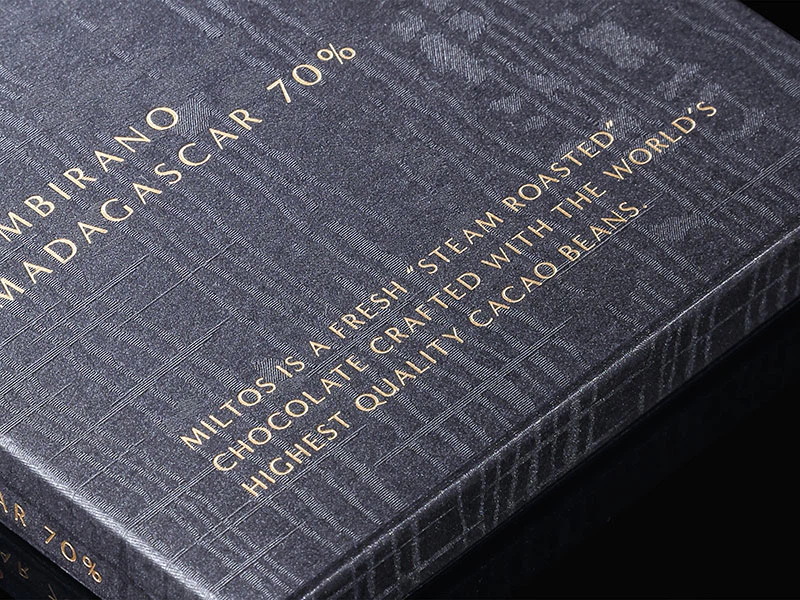 MBIRANO
MADAGASCAR 70%
MILTOS IS A FRESH “STEAM ROASTED”
CHOCOLATE CRAFTED WITH THE WORLD’S
HIGHEST QUALITY CACAO BEANS.
AR 70%